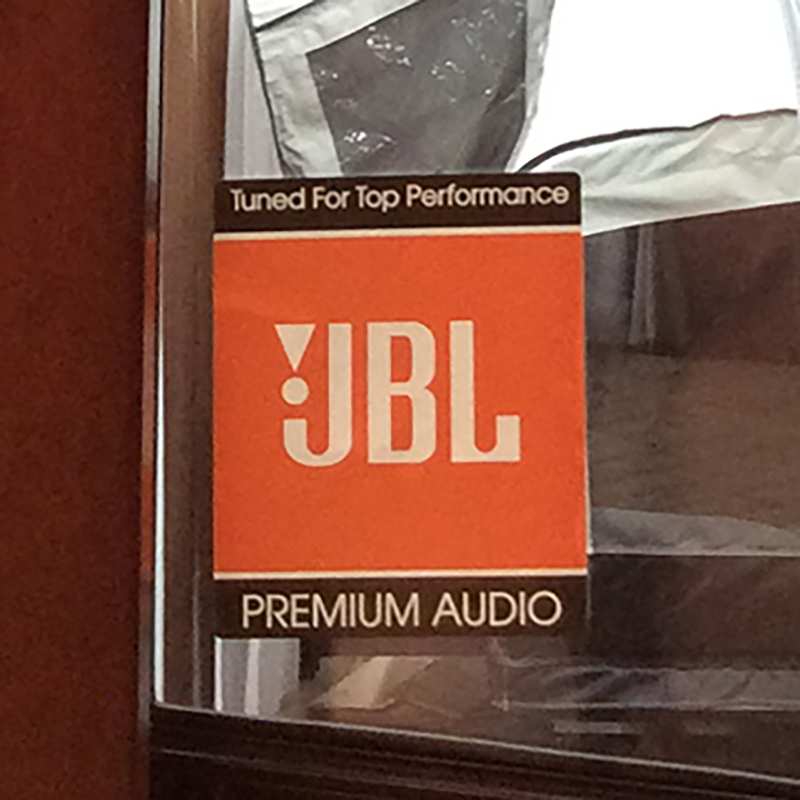 Tuned For Top Performance
JBL
PREMIUM AUDIO